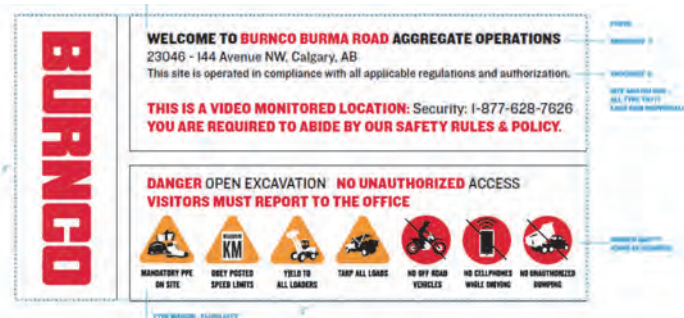 BURNCO
WELCOME TO BURNCO BURMA ROAD AGGREGATE OPERATIONS
23046 - 144 Avenue NW, Calgary, AB
This site is operated in compliance with all applicable regulations and authorization.
THIS IS A VIDEO MONITORED LOCATION: Security: 1-877-628-7626
YOU ARE REQUIRED TO ABIDE BY OUR SAFETY RULES & POLICY.
DANGER OPEN EXCAVATION NO UNAUTHORIZED ACCESS
VISITORS MUST REPORT TO THE OFFICE
KM
MANDATORY PPE
ON SITE
OBEY POSTED
SPEED LIMITS
YIELD TO
ALL LOADERS
TARP ALL LOADS
NO OFF ROAD
VEHICLES
NO CELLPHONES
WHILE DRIVING
NO UNAUTHORIZED
DUMPING